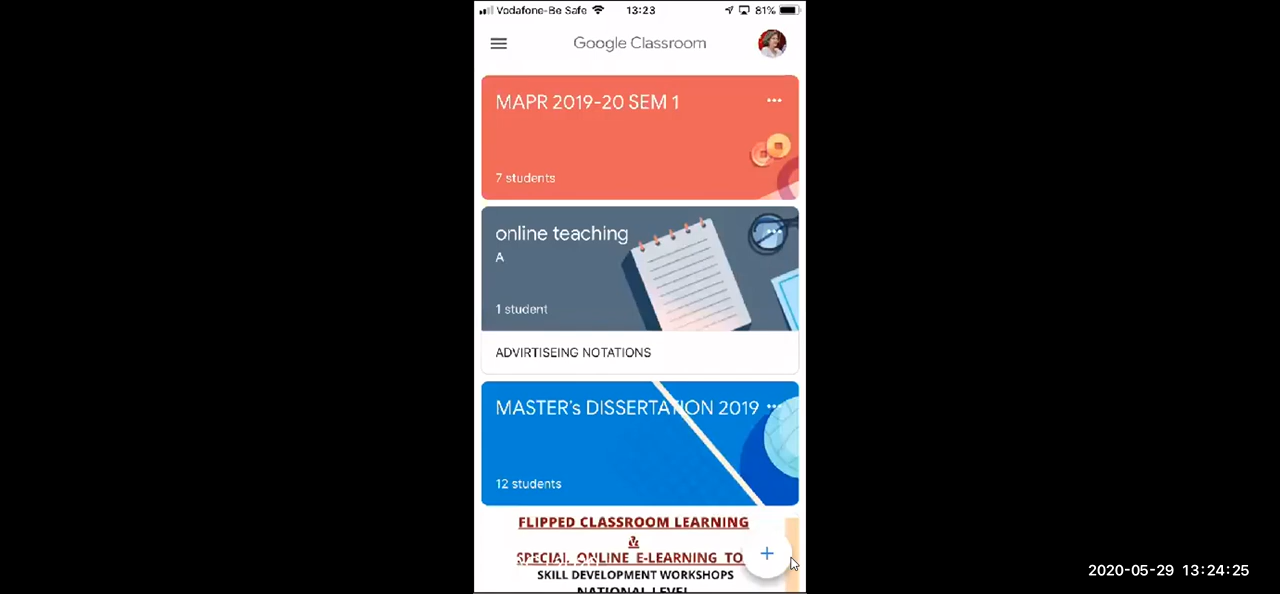 Vodafone-Be Safe 13:23 81%
Google Classroom
MAPR 2019-20 SEM 1
7 students
online teaching
A
1 student
ADVIRTISEING NOTATIONS
MASTER's DISSERTATION 2019
12 students
FLIPPED CLASSROOM LEARNING
&
SPECIAL ONLINE E-LEARNING TO
SKILL DEVELOPMENT WORKSHOPS
NATIONAL LEVEL
2020-05-29 13:24:25